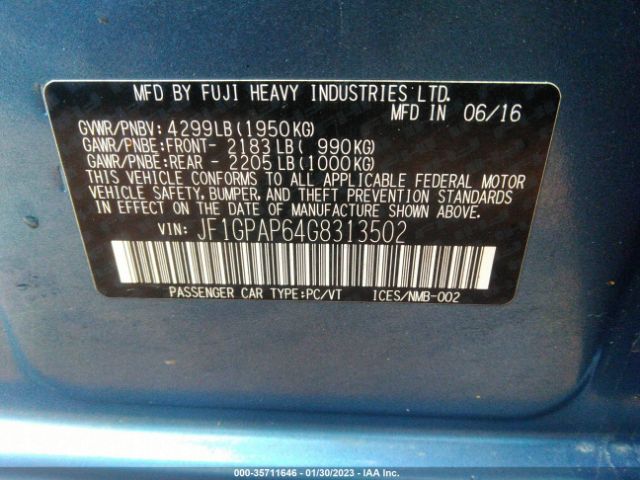 MFD BY FUJI HEAVY INDUSTRIES LTD.
MFD IN 06/16
GVWR/PNBV: 4299LB(1950KG)
GAWR/PNBE:FRONT- 2183 LB( 990KG)
GAWR/PNBE:REAR - 2205 LB(1000KG)
THIS VEHICLE CONFORMS TO ALL APPLICABLE FEDERAL MOTOR
VEHICLE SAFETY, BUMPER, AND THEFT PREVENTION STANDARDS
IN EFFECT ON THE DATE OF MANUFACTURE SHOWN ABOVE.
VIN: JF1GPAP64G8313502
PASSENGER CAR TYPE:PC/VT ICES/NMB-002
000-35711646 - 01/30/2023 - IAA Inc.